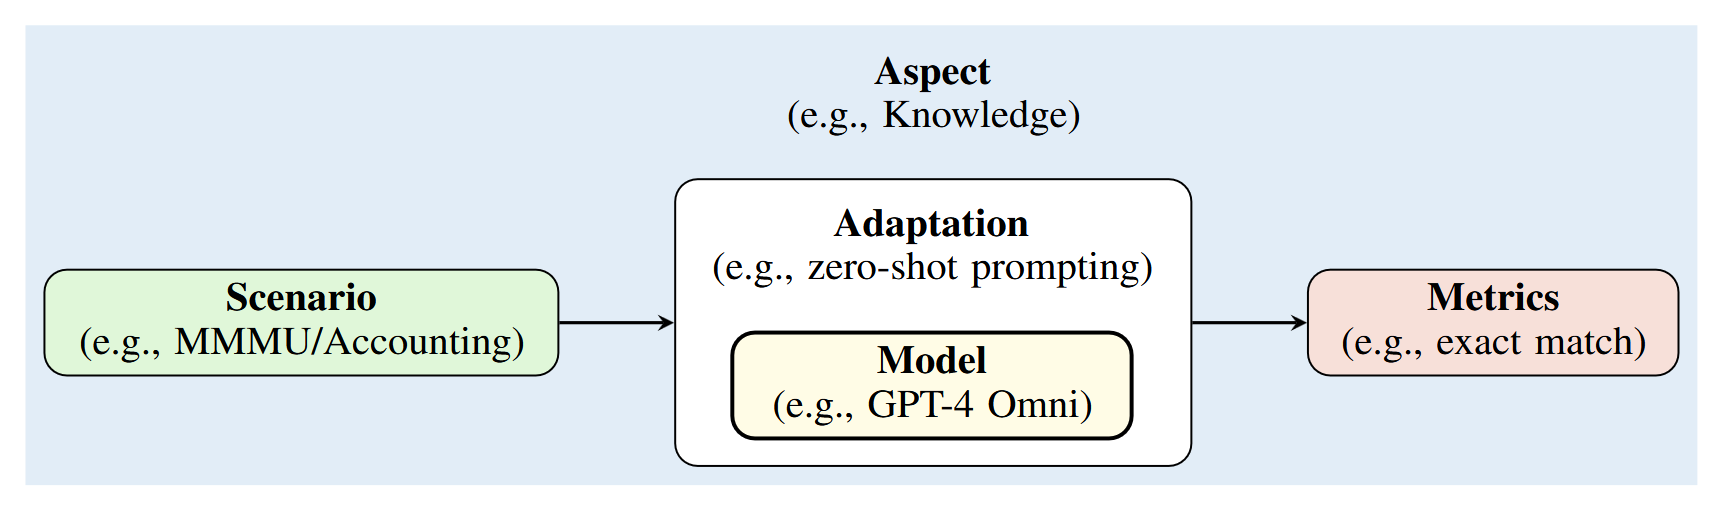 Aspect
(e.g., Knowledge)
Scenario
(e.g., MMMU/Accounting)
Adaptation
(e.g., zero-shot prompting)
Model
(e.g., GPT-4 Omni)
Metrics
(e.g., exact match)